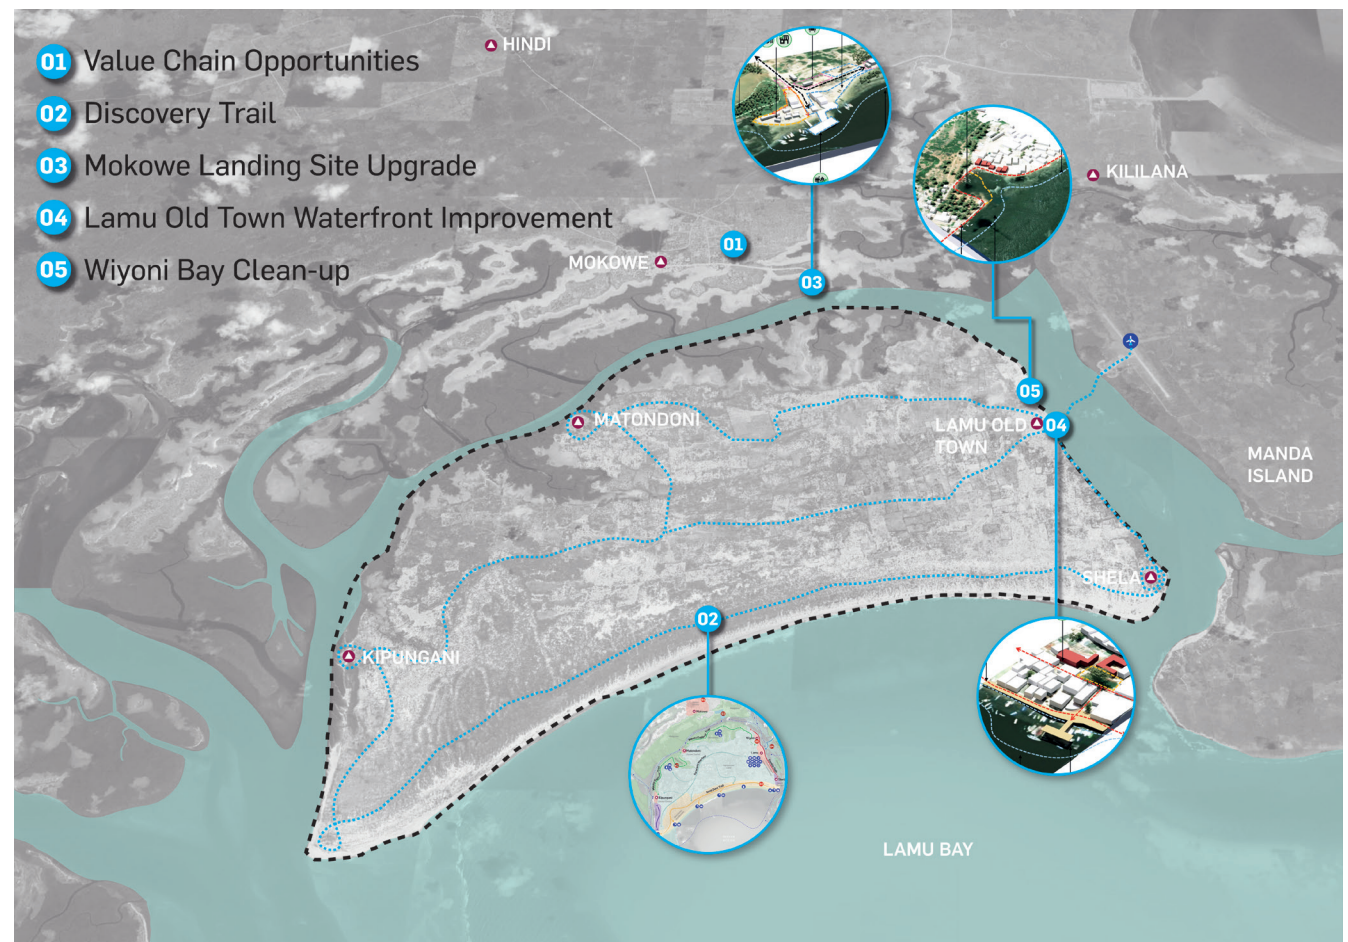 01 Value Chain Opportunities
02 Discovery Trail
03 Mokowe Landing Site Upgrade
04 Lamu Old Town Waterfront Improvement
05 Wiyoni Bay Clean-up
HINDI
KILILANA
MOKOWE
01
03
05
MATONDONI
LAMU OLD
TOWN
04
MANDA
ISLAND
SHELA
02
KIPUNGANI
LAMU BAY